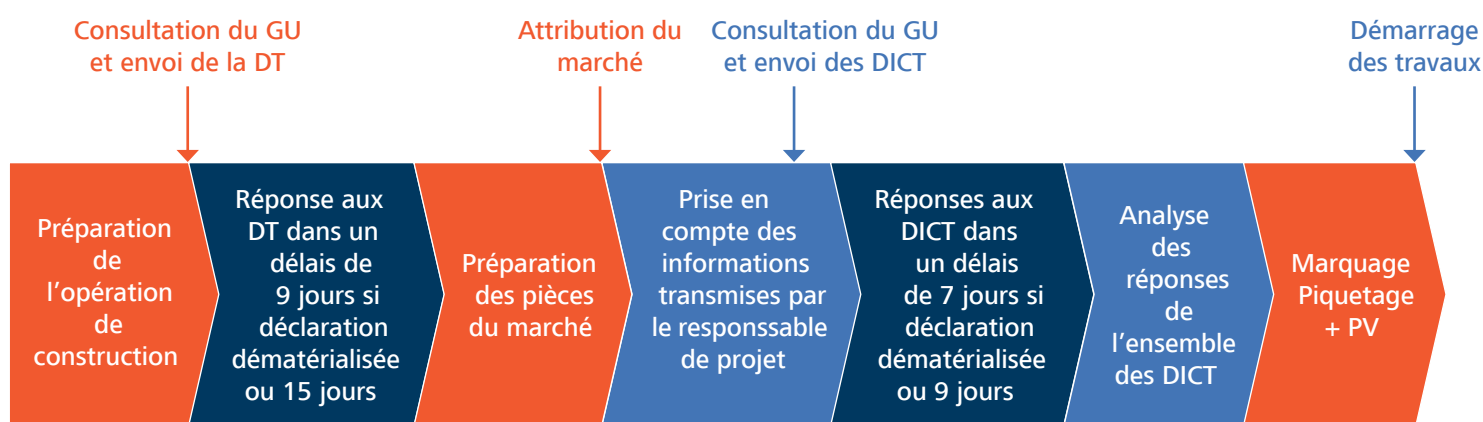 Consultation du GU
et envoi de la DT
Attribution du
marché
Consultation du GU
et envoi des DICT
Démarrage
des travaux
Préparation
de
l’opération
de
construction
Réponse aux
DT dans un
délais de
9 jours si
déclaration
dématérialisée
ou 15 jours
Préparation
des pièces
du marché
Prise en
compte des
informations
transmises par
le responssable
de projet
Réponses aux
DICT dans
un délais
de 7 jours si
déclaration
dématérialisée
ou 9 jours
Analyse
des
réponses
de
l’ensemble
des DICT
Marquage
Piquetage
+ PV